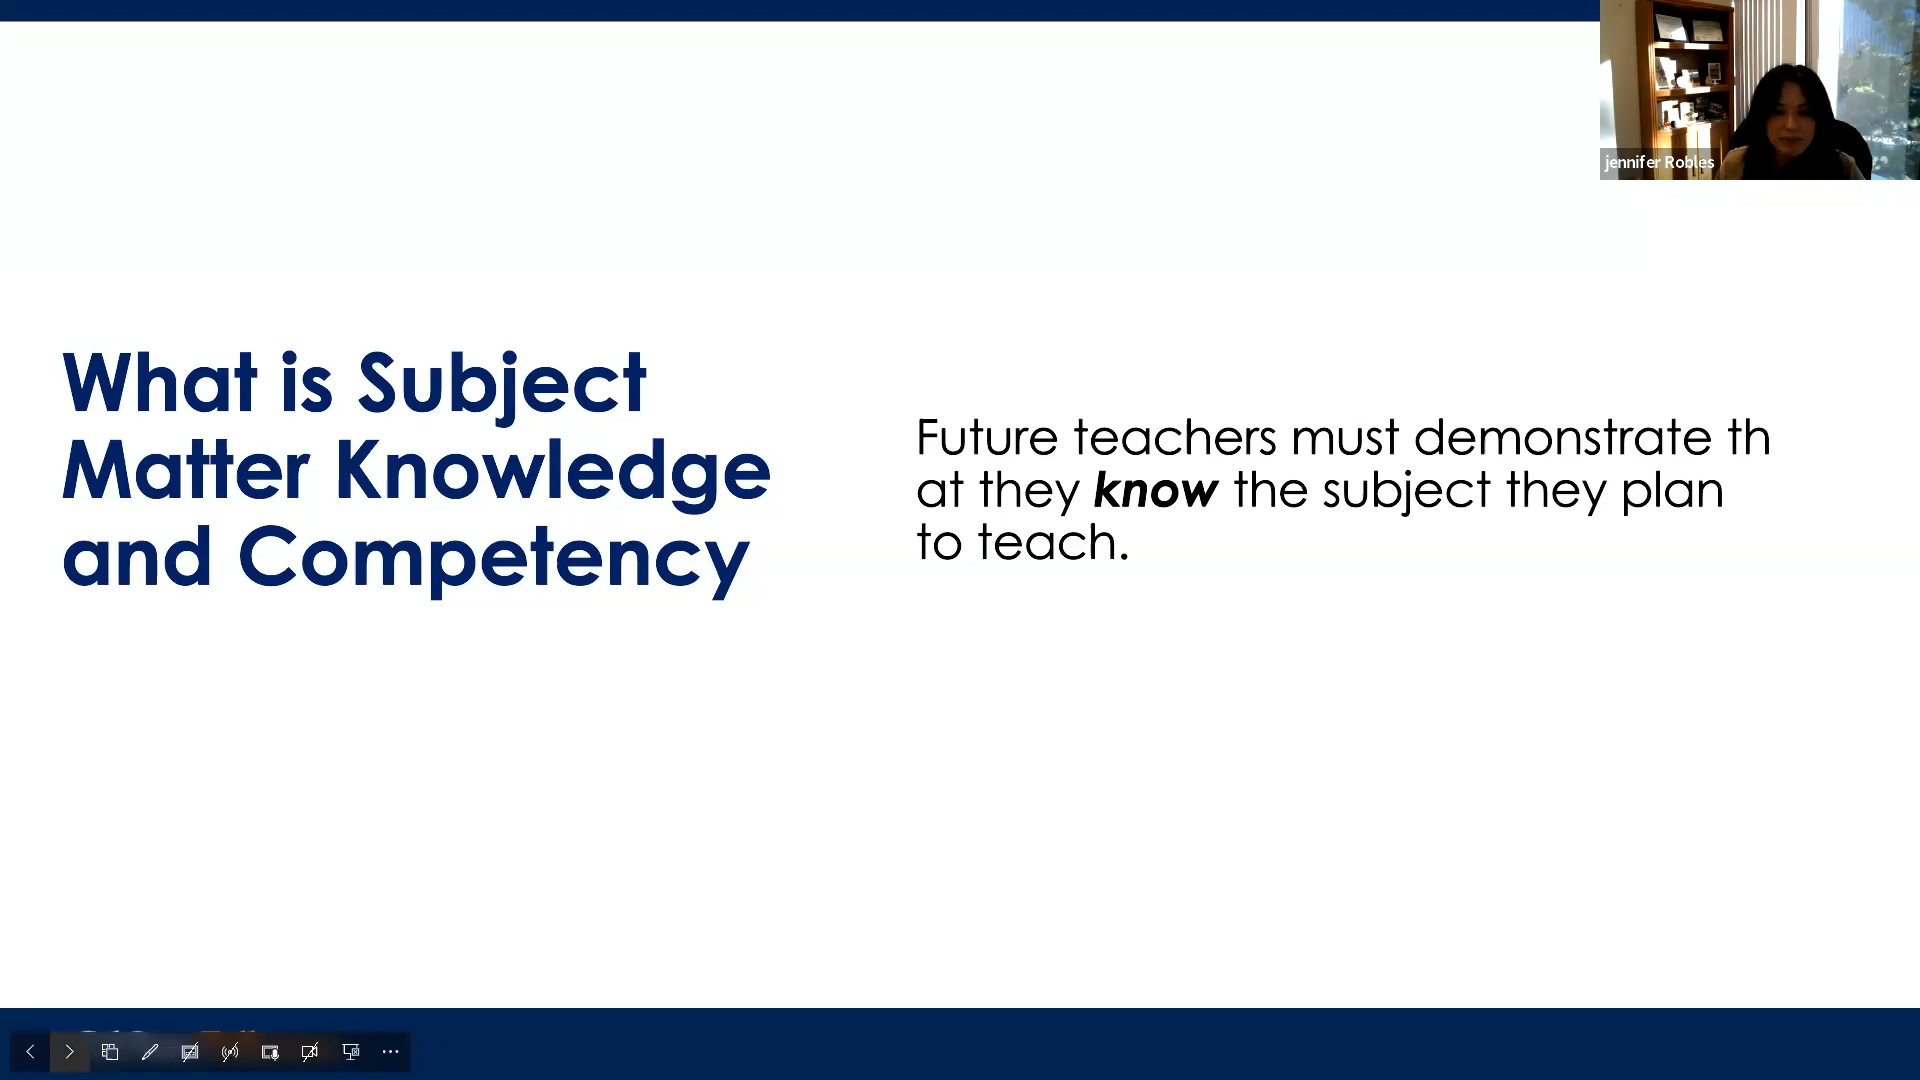 jennifer Robles
What is Subject
Matter Knowledge
and Competency
Future teachers must demonstrate th
at they know the subject they plan
to teach.